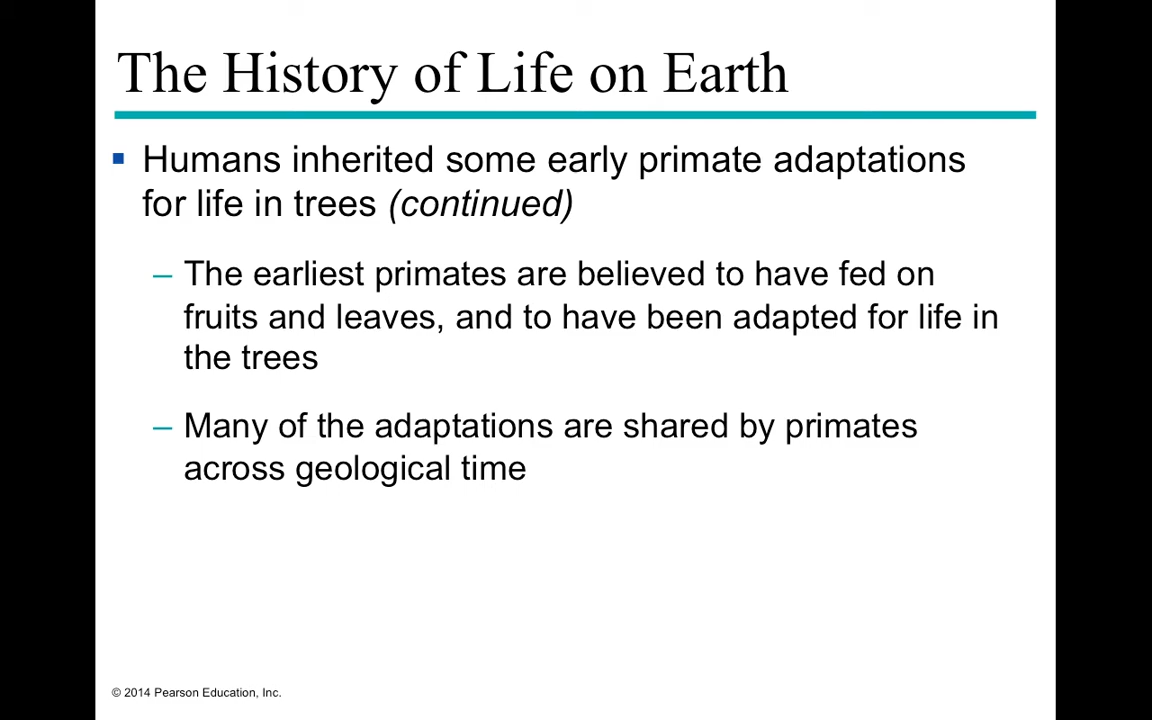 The History of Life on Earth
▪ Humans inherited some early primate adaptations
for life in trees (continued)
– The earliest primates are believed to have fed on
fruits and leaves, and to have been adapted for life in
the trees
– Many of the adaptations are shared by primates
across geological time
© 2014 Pearson Education, Inc.